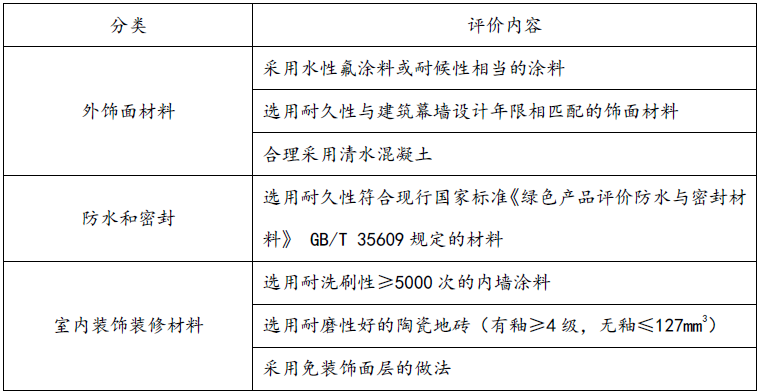 分类 评价内容
外饰面材料
采用水性氟涂料或耐候性相当的涂料
选用耐久性与建筑幕墙设计年限相匹配的饰面材料
合理采用清水混凝土
防水和密封
选用耐久性符合现行国家标准《绿色产品评价防水与密封材
料》 GB/T 35609 规定的材料
室内装饰装修材料
选用耐洗刷性≥5000 次的内墙涂料
选用耐磨性好的陶瓷地砖（有釉≥4 级，无釉≤127mm³）
采用免装饰面层的做法